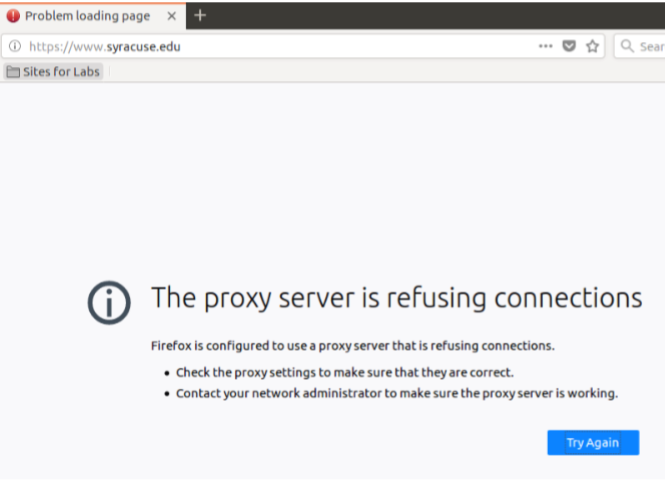 Problem loading page
https://www.syracuse.edu
Sear
Sites for Labs
The proxy server is refusing connections
Firefox is configured to use a proxy server that is refusing connections.
• Check the proxy settings to make sure that they are correct.
• Contact your network administrator to make sure the proxy server is working.
Try Again